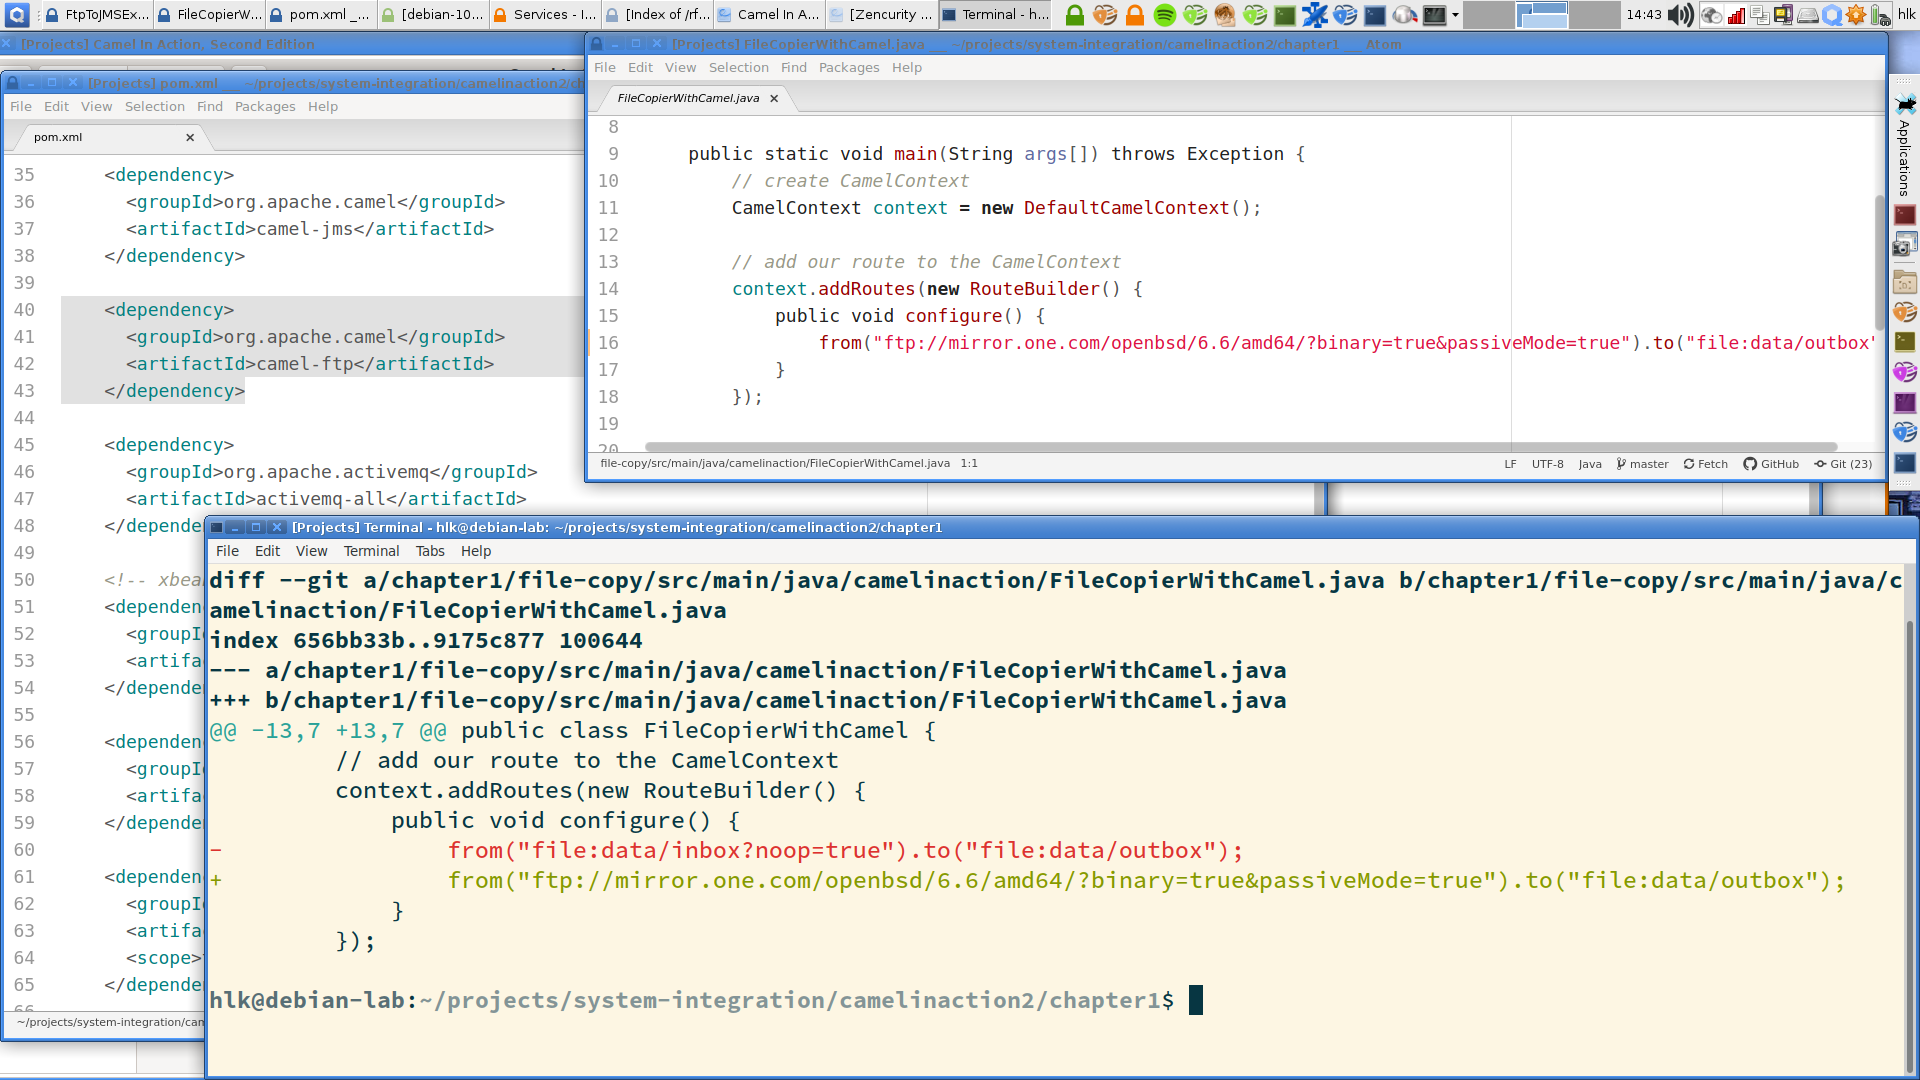 FtpToJMSEx...
FileCopierW...
pom.xml _...
[debian-10...
Services - I...
[Index of /rf...
Camel In A...
[Zencurity ...
Terminal - h...
14:43
hlk
[Projects] Camel In Action, Second Edition
[Projects] pom.xml __ ~/projects/system-integration/camelinaction2/ch
File Edit View Selection Find Packages Help
pom.xml
35 <dependency>
36 <groupId>org.apache.camel</groupId>
37 <artifactId>camel-jms</artifactId>
38 </dependency>
39
40 <dependency>
41 <groupId>org.apache.camel</groupId>
42 <artifactId>camel-ftp</artifactId>
43 </dependency>
44
45 <dependency>
46 <groupId>org.apache.activemq</groupId>
47 <artifactId>activemq-all</artifactId>
48 </depende
49
50 <!-- xbea
51 <dependen
52 <groupI
53 <artifa
54 </depende
55
56 <dependen
57 <groupI
58 <artifa
59 </depende
60
61 <dependen
62 <groupI
63 <artifa
64 <scope>
65 </depende
~/projects/system-integration/cam
[Projects] FileCopierWithCamel.java __ ~/projects/system-integration/camelinaction2/chapter1 __ Atom
File Edit View Selection Find Packages Help
FileCopierWithCamel.java
8
9 public static void main(String args[]) throws Exception {
10 // create CamelContext
11 CamelContext context = new DefaultCamelContext();
12
13 // add our route to the CamelContext
14 context.addRoutes(new RouteBuilder() {
15 public void configure() {
16 from("ftp://mirror.one.com/openbsd/6.6/amd64/?binary=true&passiveMode=true").to("file:data/outbox"
17 }
18 });
19
20
file-copy/src/main/java/camelinaction/FileCopierWithCamel.java 1:1
LF UTF-8 Java master Fetch GitHub Git (23)
Applications
[Projects] Terminal - hlk@debian-lab: ~/projects/system-integration/camelinaction2/chapter1
File Edit View Terminal Tabs Help
diff --git a/chapter1/file-copy/src/main/java/camelinaction/FileCopierWithCamel.java b/chapter1/file-copy/src/main/java/c
amelinaction/FileCopierWithCamel.java
index 656bb33b..9175c877 100644
--- a/chapter1/file-copy/src/main/java/camelinaction/FileCopierWithCamel.java
+++ b/chapter1/file-copy/src/main/java/camelinaction/FileCopierWithCamel.java
@@ -13,7 +13,7 @@ public class FileCopierWithCamel {
// add our route to the CamelContext
context.addRoutes(new RouteBuilder() {
public void configure() {
- from("file:data/inbox?noop=true").to("file:data/outbox");
+ from("ftp://mirror.one.com/openbsd/6.6/amd64/?binary=true&passiveMode=true").to("file:data/outbox");
}
});
hlk@debian-lab:~/projects/system-integration/camelinaction2/chapter1$